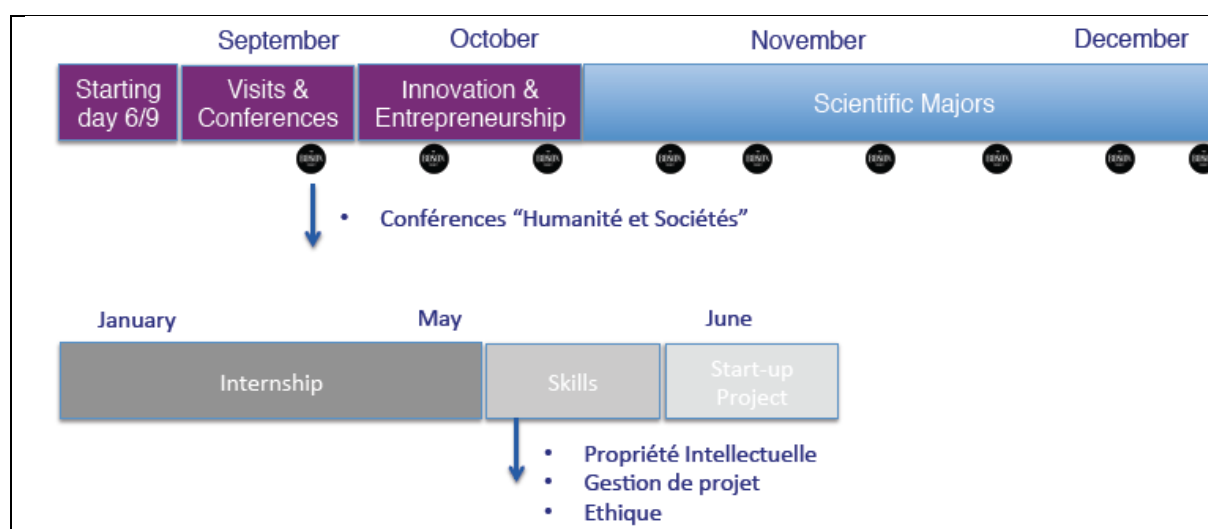 September October November December
Starting
day 6/9
Visits &
Conferences
Innovation &
Entrepreneurship
Scientific Majors
• Conférences “Humanité et Sociétés”
January May June
Internship
Skills
Start-up
Project
• Propriété Intellectuelle
• Gestion de projet
• Ethique